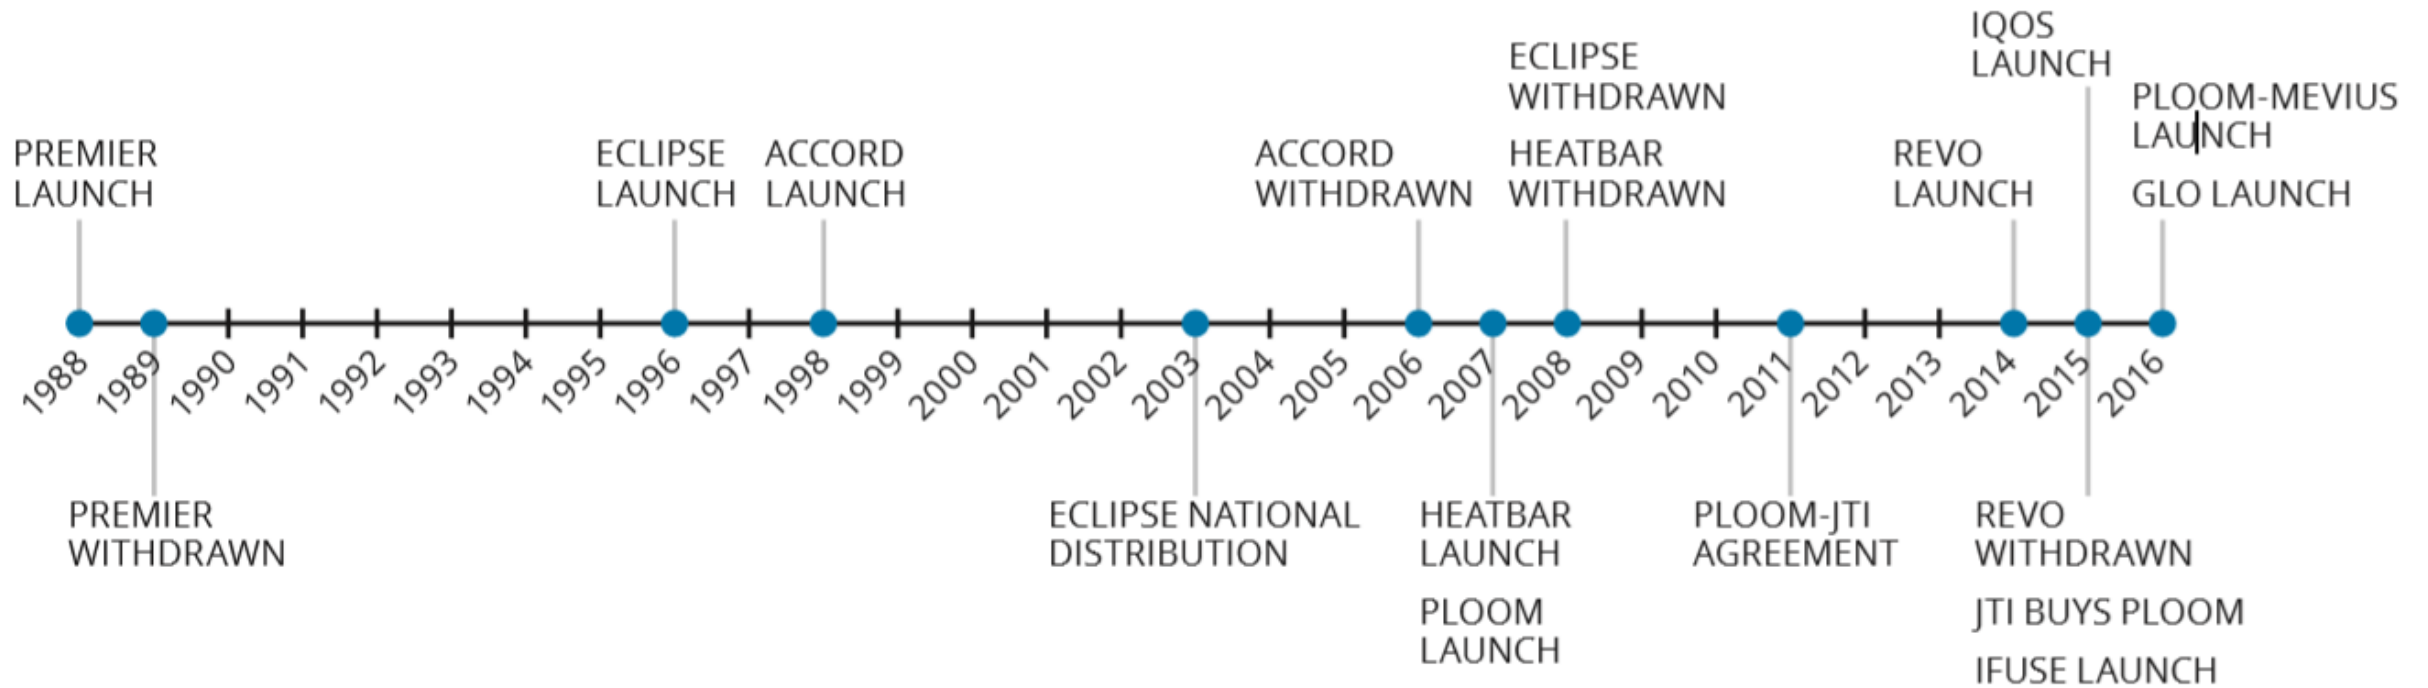 IQOS
LAUNCH
ECLIPSE
WITHDRAWN
PLOOM-MEVIUS
LAUNCH
PREMIER
LAUNCH
ECLIPSE
LAUNCH
ACCORD
LAUNCH
ACCORD
WITHDRAWN
HEATBAR
WITHDRAWN
REVO
LAUNCH
GLO LAUNCH
1988
1989
1990
1991
1992
1993
1994
1995
1996
1997
1998
1999
2000
2001
2002
2003
2004
2005
2006
2007
2008
2009
2010
2011
2012
2013
2014
2015
2016
PREMIER
WITHDRAWN
ECLIPSE NATIONAL
DISTRIBUTION
HEATBAR
LAUNCH
PLOOM
LAUNCH
PLOOM-JTI
AGREEMENT
REVO
WITHDRAWN
JTI BUYS PLOOM
IFUSE LAUNCH